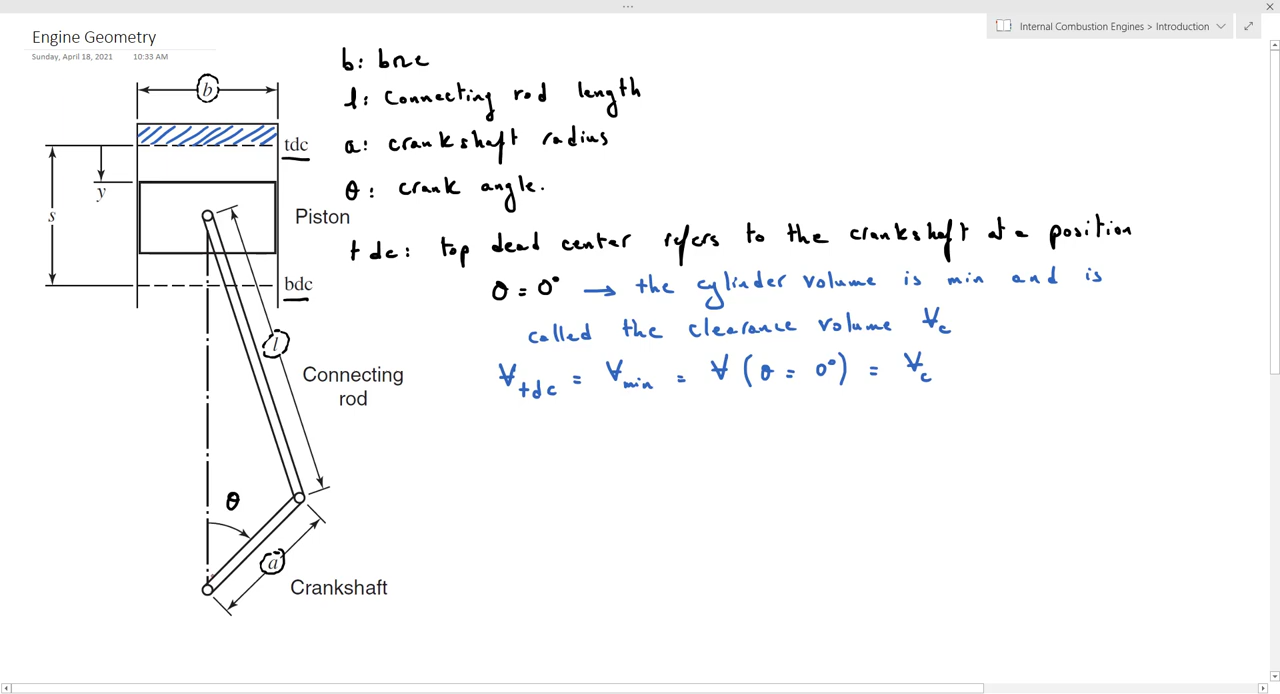 Internal Combustion Engines > Introduction
Engine Geometry
Sunday, April 18, 2021 10:33 AM
b: bore
l: connecting rod length
a: crankshaft radius
θ: crank angle.
tdc: top dead center refers to the crankshaft at a position
θ = 0° → the cylinder volume is min and is
called the clearance volume V̶c
V̶tdc = V̶min = V̶ (θ = 0°) = V̶c
b
tdc
y
s
Piston
bdc
l
Connecting
rod
θ
a
Crankshaft